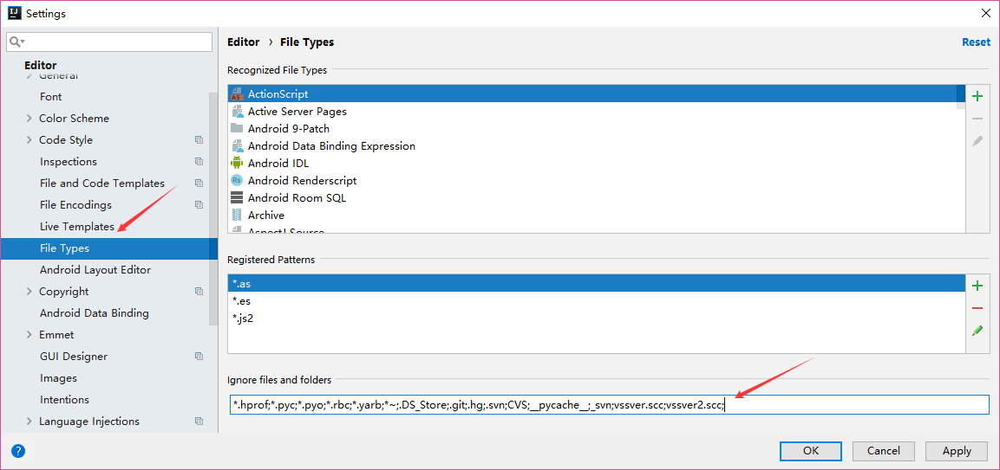 Settings
Editor
General
Font
Color Scheme
Code Style
Inspections
File and Code Templates
File Encodings
Live Templates
File Types
Android Layout Editor
Copyright
Android Data Binding
Emmet
GUI Designer
Images
Intentions
Language Injections
Editor › File Types
Reset
Recognized File Types
ActionScript
Active Server Pages
Android 9-Patch
Android Data Binding Expression
Android IDL
Android Renderscript
Android Room SQL
Archive
AspectJ Source
Registered Patterns
*.as
*.es
*.js2
Ignore files and folders
*.hprof;*.pyc;*.pyo;*.rbc;*.yarb;*~;.DS_Store;.git;.hg;.svn;CVS;__pycache__;_svn;vssver.scc;vssver2.scc;
?
OK
Cancel
Apply